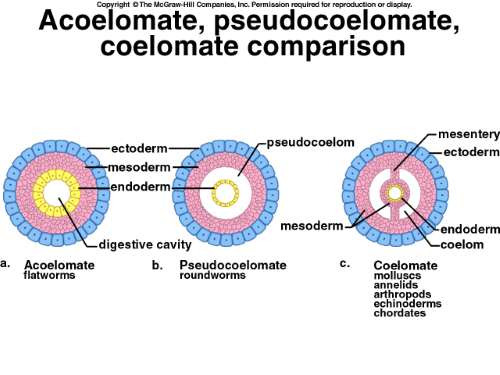 Copyright © The McGraw-Hill Companies, Inc. Permission required for reproduction or display.
Acoelomate, pseudocoelomate,
coelomate comparison
ectoderm
mesoderm
endoderm
digestive cavity
pseudocoelom
mesoderm
mesentery
ectoderm
endoderm
coelom
a. Acoelomate
flatworms
b. Pseudocoelomate
roundworms
c. Coelomate
molluscs
annelids
arthropods
echinoderms
chordates